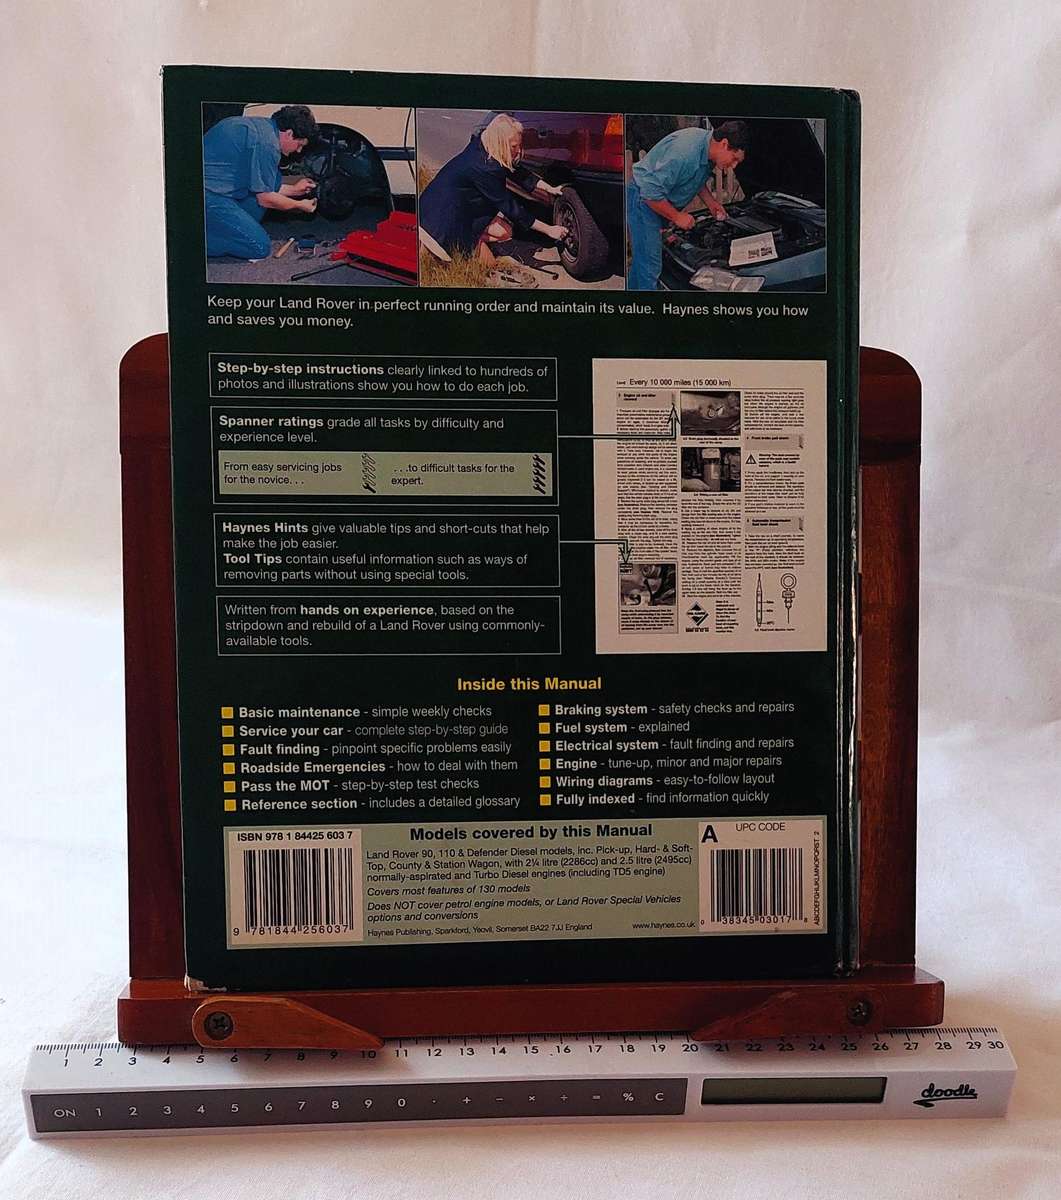 Keep your Land Rover in perfect running order and maintain its value. Haynes shows you how
and saves you money.
Step-by-step instructions clearly linked to hundreds of
photos and illustrations show you how to do each job.
Spanner ratings grade all tasks by difficulty and
experience level.
From easy servicing jobs
for the novice. . .
. . .to difficult tasks for the
expert.
Haynes Hints give valuable tips and short-cuts that help
make the job easier.
Tool Tips contain useful information such as ways of
removing parts without using special tools.
Written from hands on experience, based on the
stripdown and rebuild of a Land Rover using commonly-
available tools.
Every 10 000 miles (15 000 km)
Inside this Manual
Basic maintenance - simple weekly checks
Service your car - complete step-by-step guide
Fault finding - pinpoint specific problems easily
Roadside Emergencies - how to deal with them
Pass the MOT - step-by-step test checks
Reference section - includes a detailed glossary
Braking system - safety checks and repairs
Fuel system - explained
Electrical system - fault finding and repairs
Engine - tune-up, minor and major repairs
Wiring diagrams - easy-to-follow layout
Fully indexed - find information quickly
ISBN 978 1 84425 603 7
9 781844 256037
Models covered by this Manual
Land Rover 90, 110 & Defender Diesel models, inc. Pick-up, Hard- & Soft-
Top, County & Station Wagon, with 2¼ litre (2286cc) and 2.5 litre (2495cc)
normally-aspirated and Turbo Diesel engines (including TD5 engine)
Covers most features of 130 models
Does NOT cover petrol engine models, or Land Rover Special Vehicles
options and conversions
Haynes Publishing, Sparkford, Yeovil, Somerset BA22 7JJ England
www.haynes.co.uk
A
UPC CODE
0 38345 03017 8
ABCDEFGHIJKLMNOPQRST 2
1 2 3 4 5 6 7 8 9 10 11 12 13 14 15 16 17 18 19 20 21 22 23 24 25 26 27 28 29 30
ON 1 2 3 4 5 6 7 8 9 0 · + − × ÷ = % C
doodle